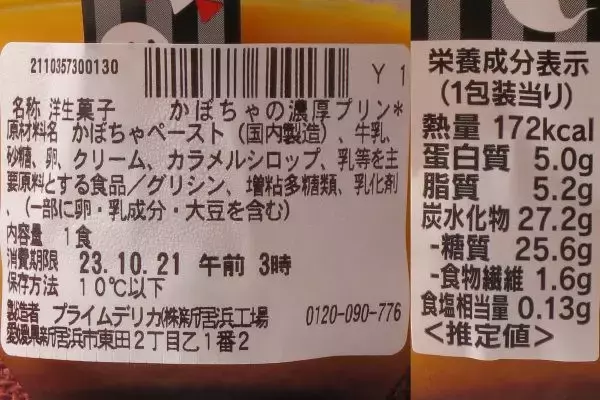 2110357300130
Y 1
名称 洋生菓子 かぼちゃの濃厚プリン*
原材料名 かぼちゃペースト（国内製造）、牛乳、
砂糖、卵、クリーム、カラメルシロップ、乳等を主
要原料とする食品／グリシン、増粘多糖類、乳化剤
、（一部に卵・乳成分・大豆を含む）
内容量 1食
消費期限 23.10.21 午前 3時
保存方法 10℃以下
製造者 プライムデリカ(株)新居浜工場 0120-090-776
愛媛県新居浜市東田2丁目乙1番2
栄養成分表示
(1包装当り)
熱量 172kcal
蛋白質 5.0g
脂質 5.2g
炭水化物 27.2g
-糖質 25.6g
-食物繊維 1.6g
食塩相当量 0.13g
<推定値>